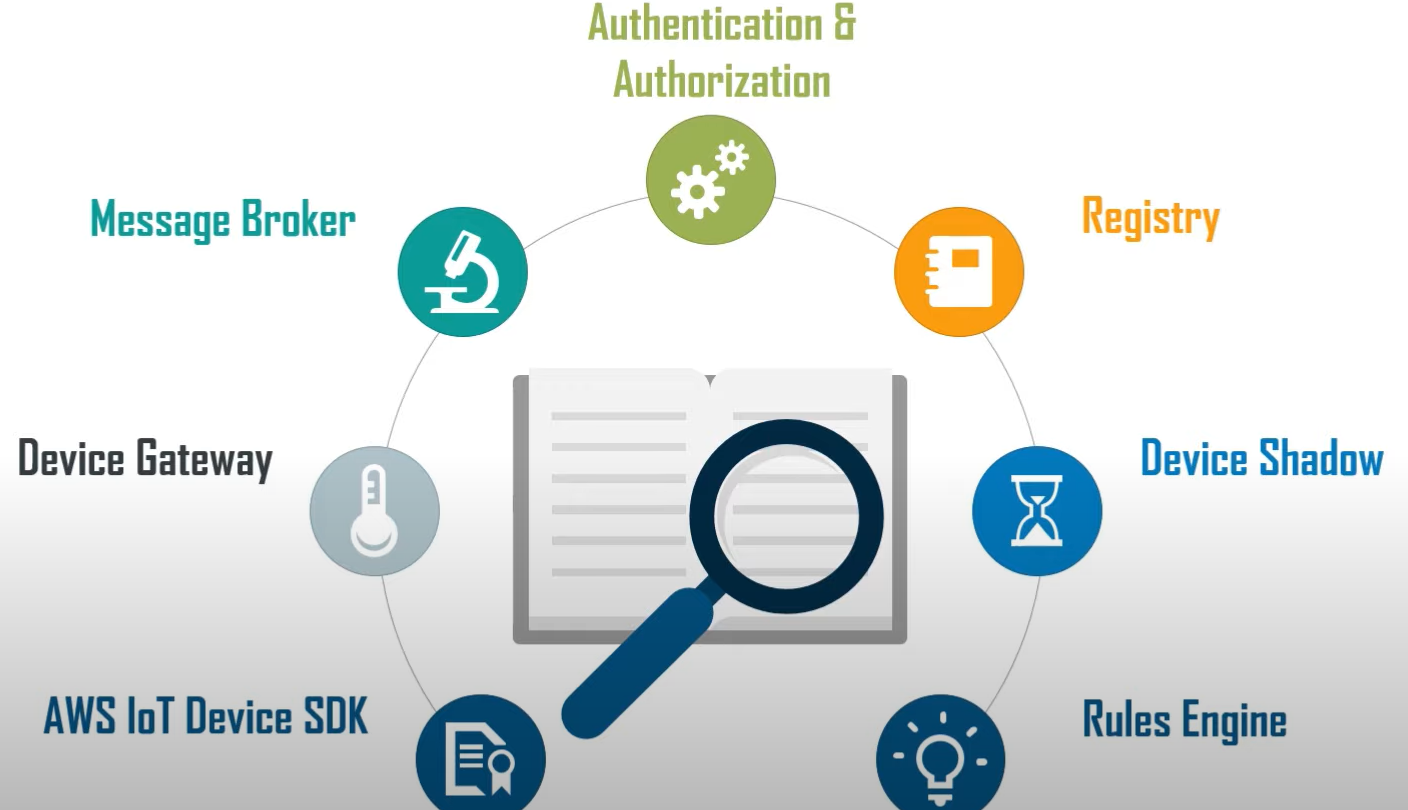 Authentication &
Authorization
Message Broker
Registry
Device Gateway
Device Shadow
AWS IoT Device SDK
Rules Engine